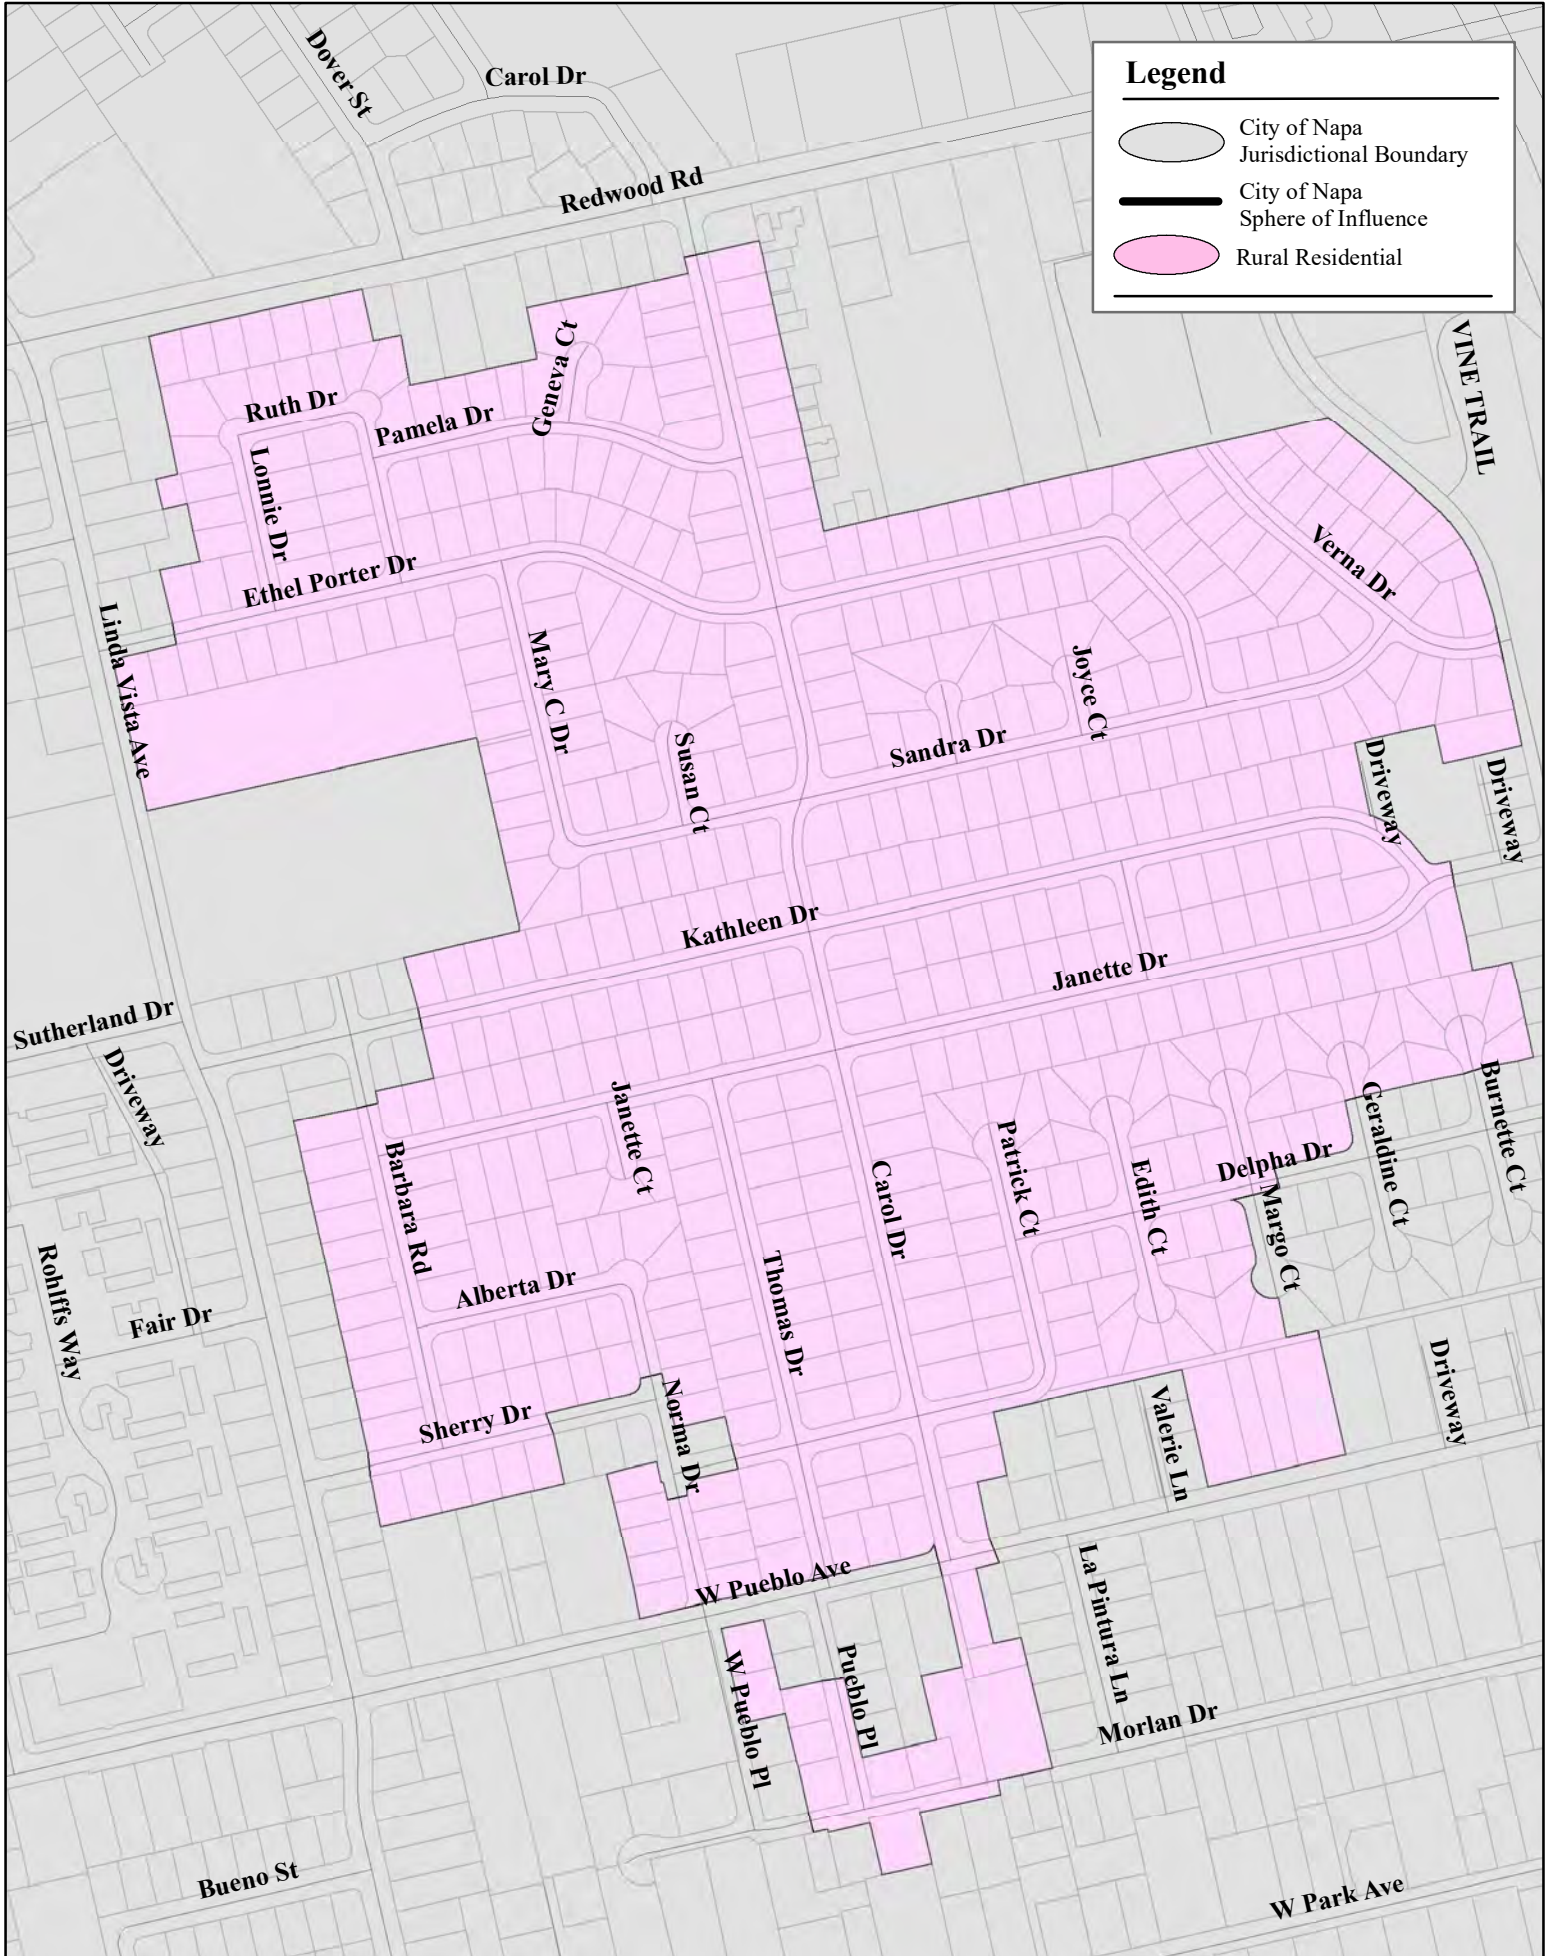 Dover St
Carol Dr
Redwood Rd
Legend
City of Napa
Jurisdictional Boundary
City of Napa
Sphere of Influence
Rural Residential
VINE TRAIL
Geneva Ct
Ruth Dr
Pamela Dr
Lonnie Dr
Ethel Porter Dr
Verna Dr
Linda Vista Ave
Mary C Dr
Joyce Ct
Susan Ct
Sandra Dr
Driveway
Driveway
Kathleen Dr
Janette Dr
Sutherland Dr
Driveway
Janette Ct
Barbara Rd
Patrick Ct
Carol Dr
Edith Ct
Delpha Dr
Margo Ct
Geraldine Ct
Burnette Ct
Rohlffs Way
Fair Dr
Alberta Dr
Thomas Dr
Sherry Dr
Norma Dr
Valerie Ln
Driveway
W Pueblo Ave
La Pintura Ln
W Pueblo Pl
Pueblo Pl
Morlan Dr
Bueno St
W Park Ave